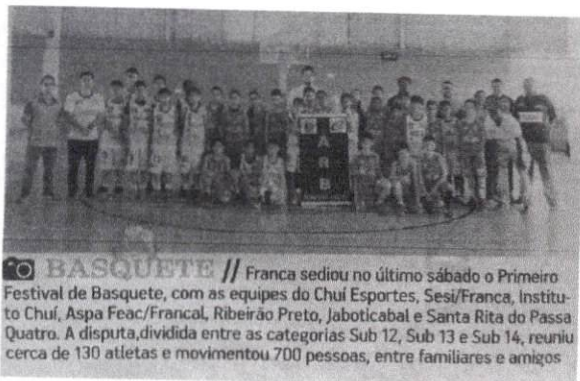 A
R
B
BASQUETE // Franca sediou no último sábado o Primeiro
Festival de Basquete, com as equipes do Chuí Esportes, Sesi/Franca, Institu-
to Chuí, Aspa Feac/Francal, Ribeirão Preto, Jaboticabal e Santa Rita do Passa
Quatro. A disputa,dividida entre as categorias Sub 12, Sub 13 e Sub 14, reuniu
cerca de 130 atletas e movimentou 700 pessoas, entre familiares e amigos